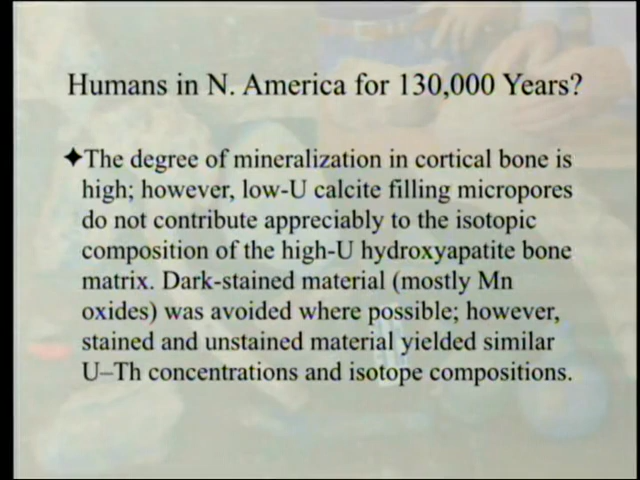 Humans in N. America for 130,000 Years?
✦The degree of mineralization in cortical bone is
high; however, low-U calcite filling micropores
do not contribute appreciably to the isotopic
composition of the high-U hydroxyapatite bone
matrix. Dark-stained material (mostly Mn
oxides) was avoided where possible; however,
stained and unstained material yielded similar
U–Th concentrations and isotope compositions.